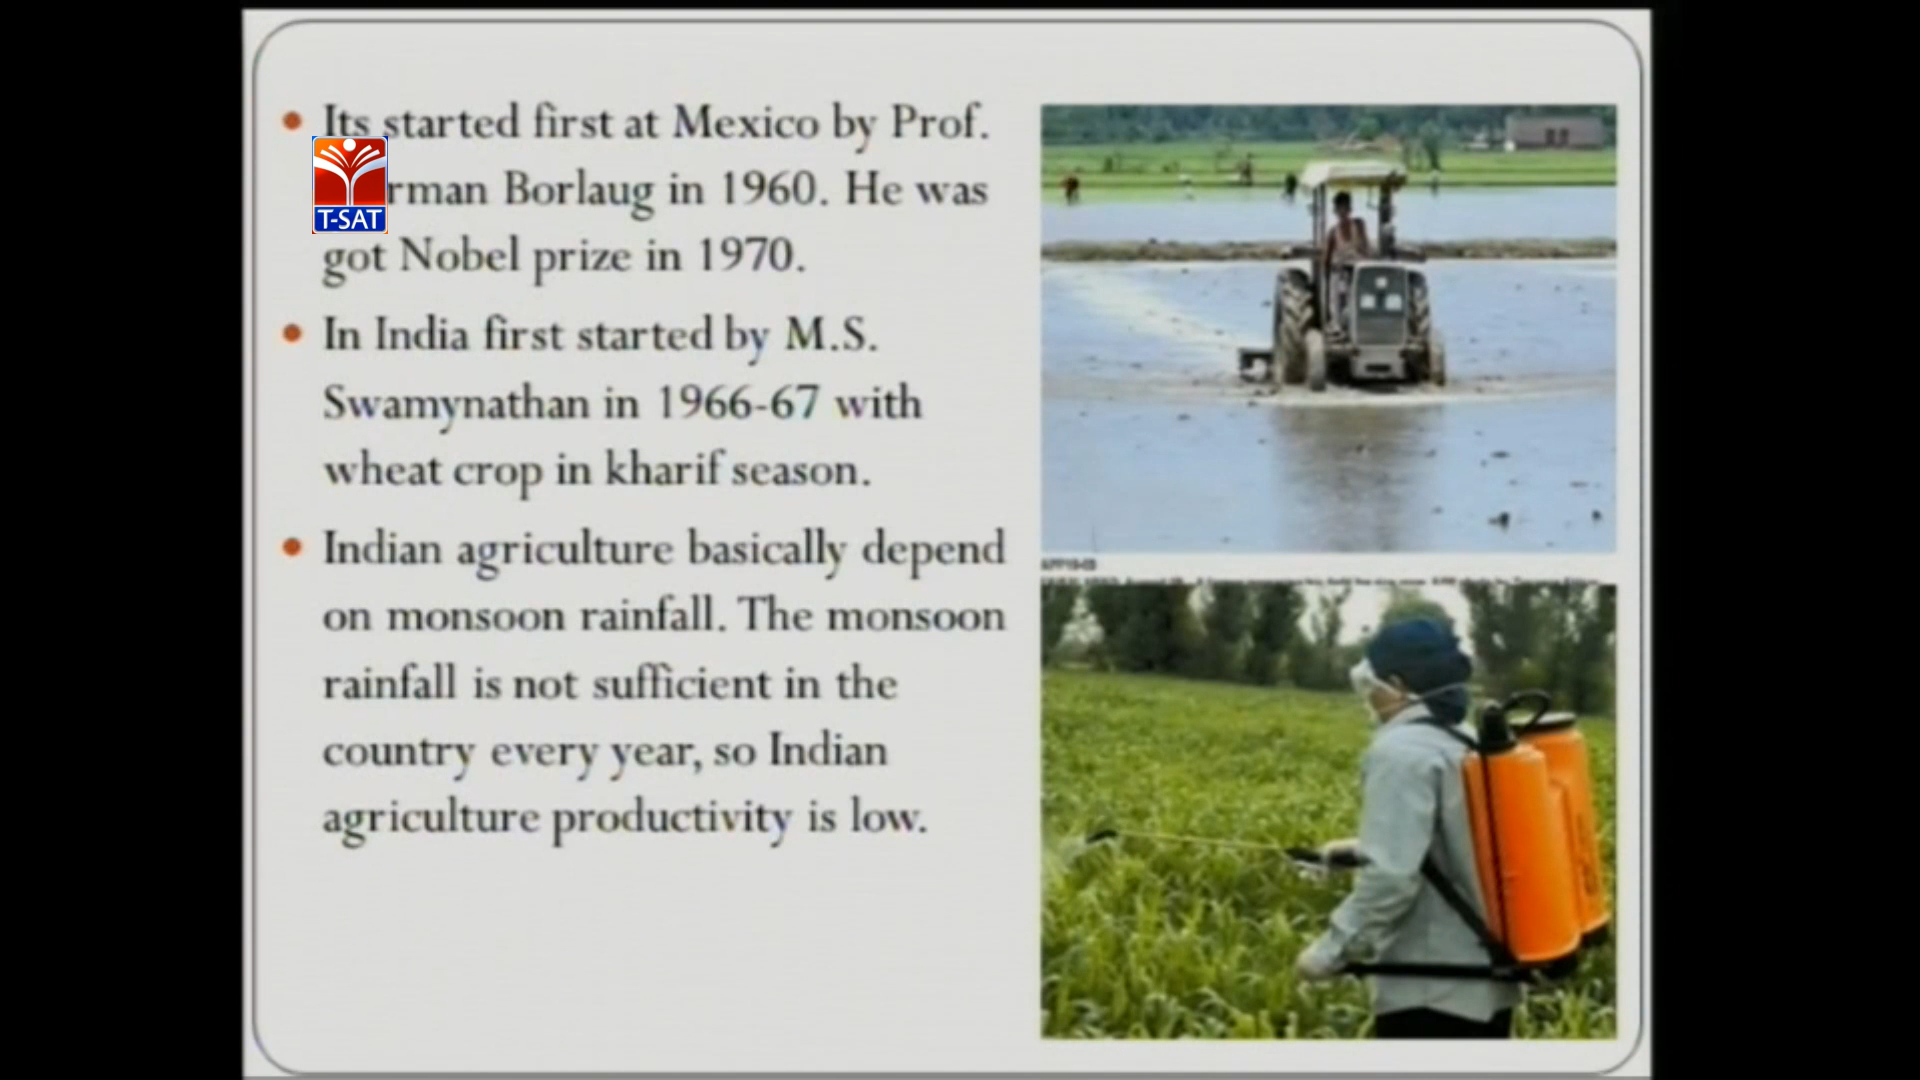 Its started first at Mexico by Prof.
rman Borlaug in 1960. He was
T-SAT
got Nobel prize in 1970.
In India first started by M.S.
Swamynathan in 1966-67 with
wheat crop in kharif season.
Indian agriculture basically depend
on monsoon rainfall. The monsoon
rainfall is not sufficient in the
country every year, so Indian
agriculture productivity is low.